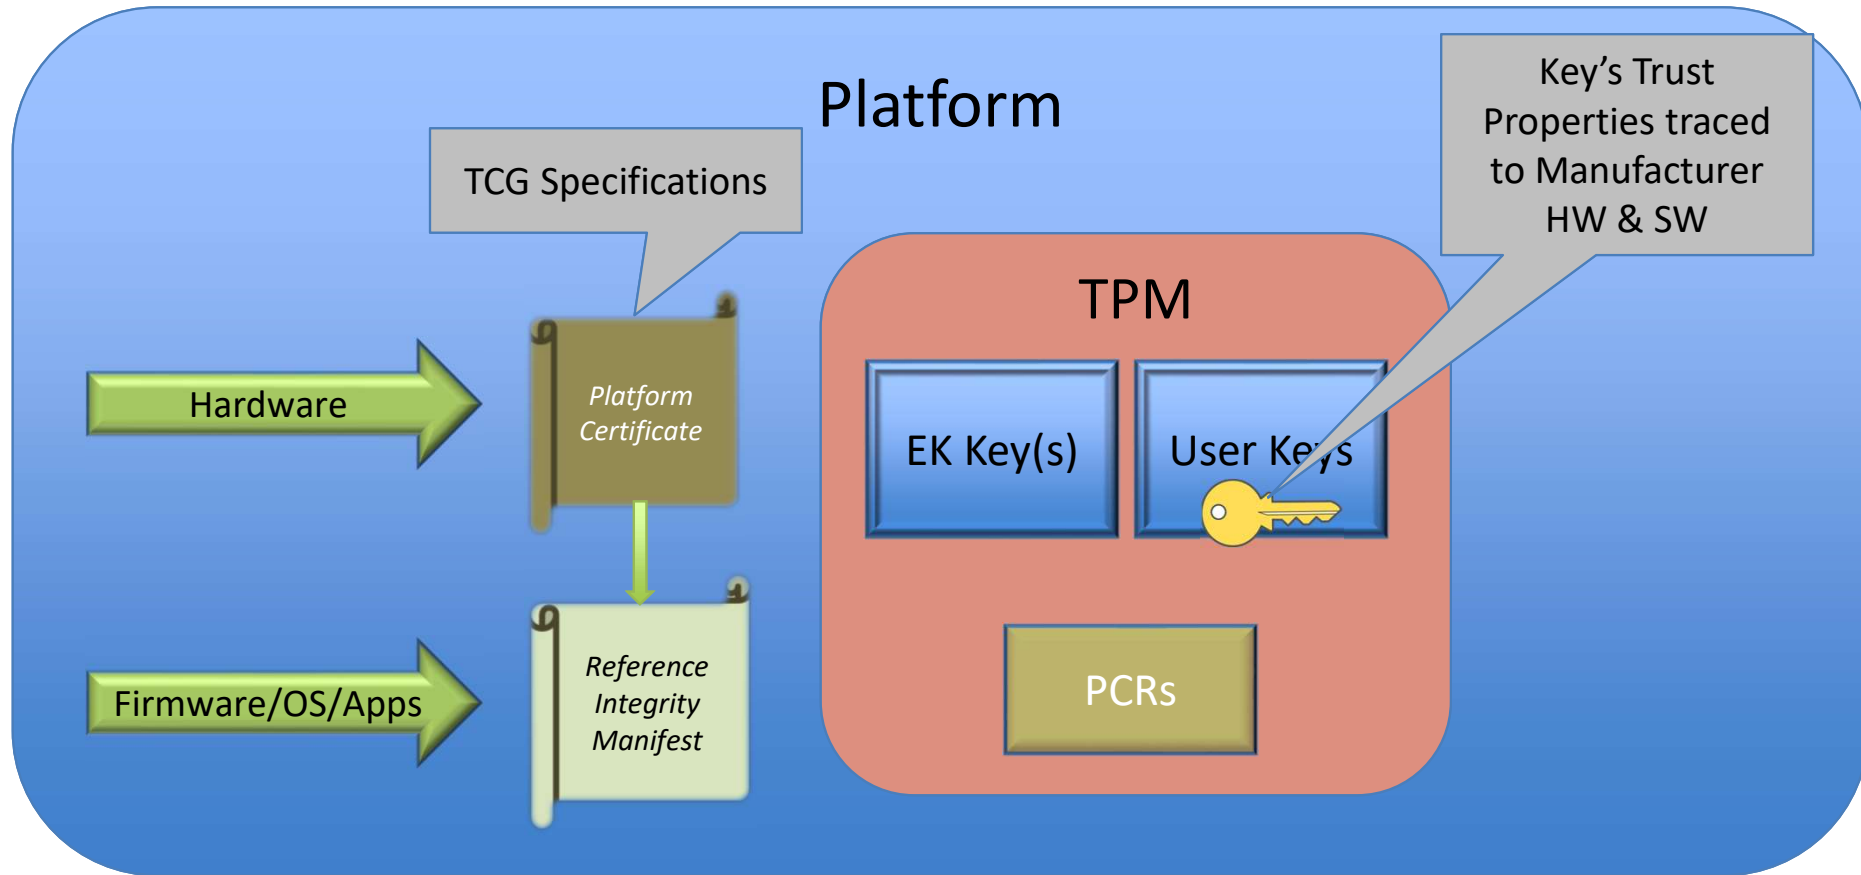 Platform
TCG Specifications
Key's Trust
Properties traced
to Manufacturer
HW & SW
TPM
Hardware
Platform
Certificate
EK Key(s)
User Keys
Firmware/OS/Apps
Reference
Integrity
Manifest
PCRs